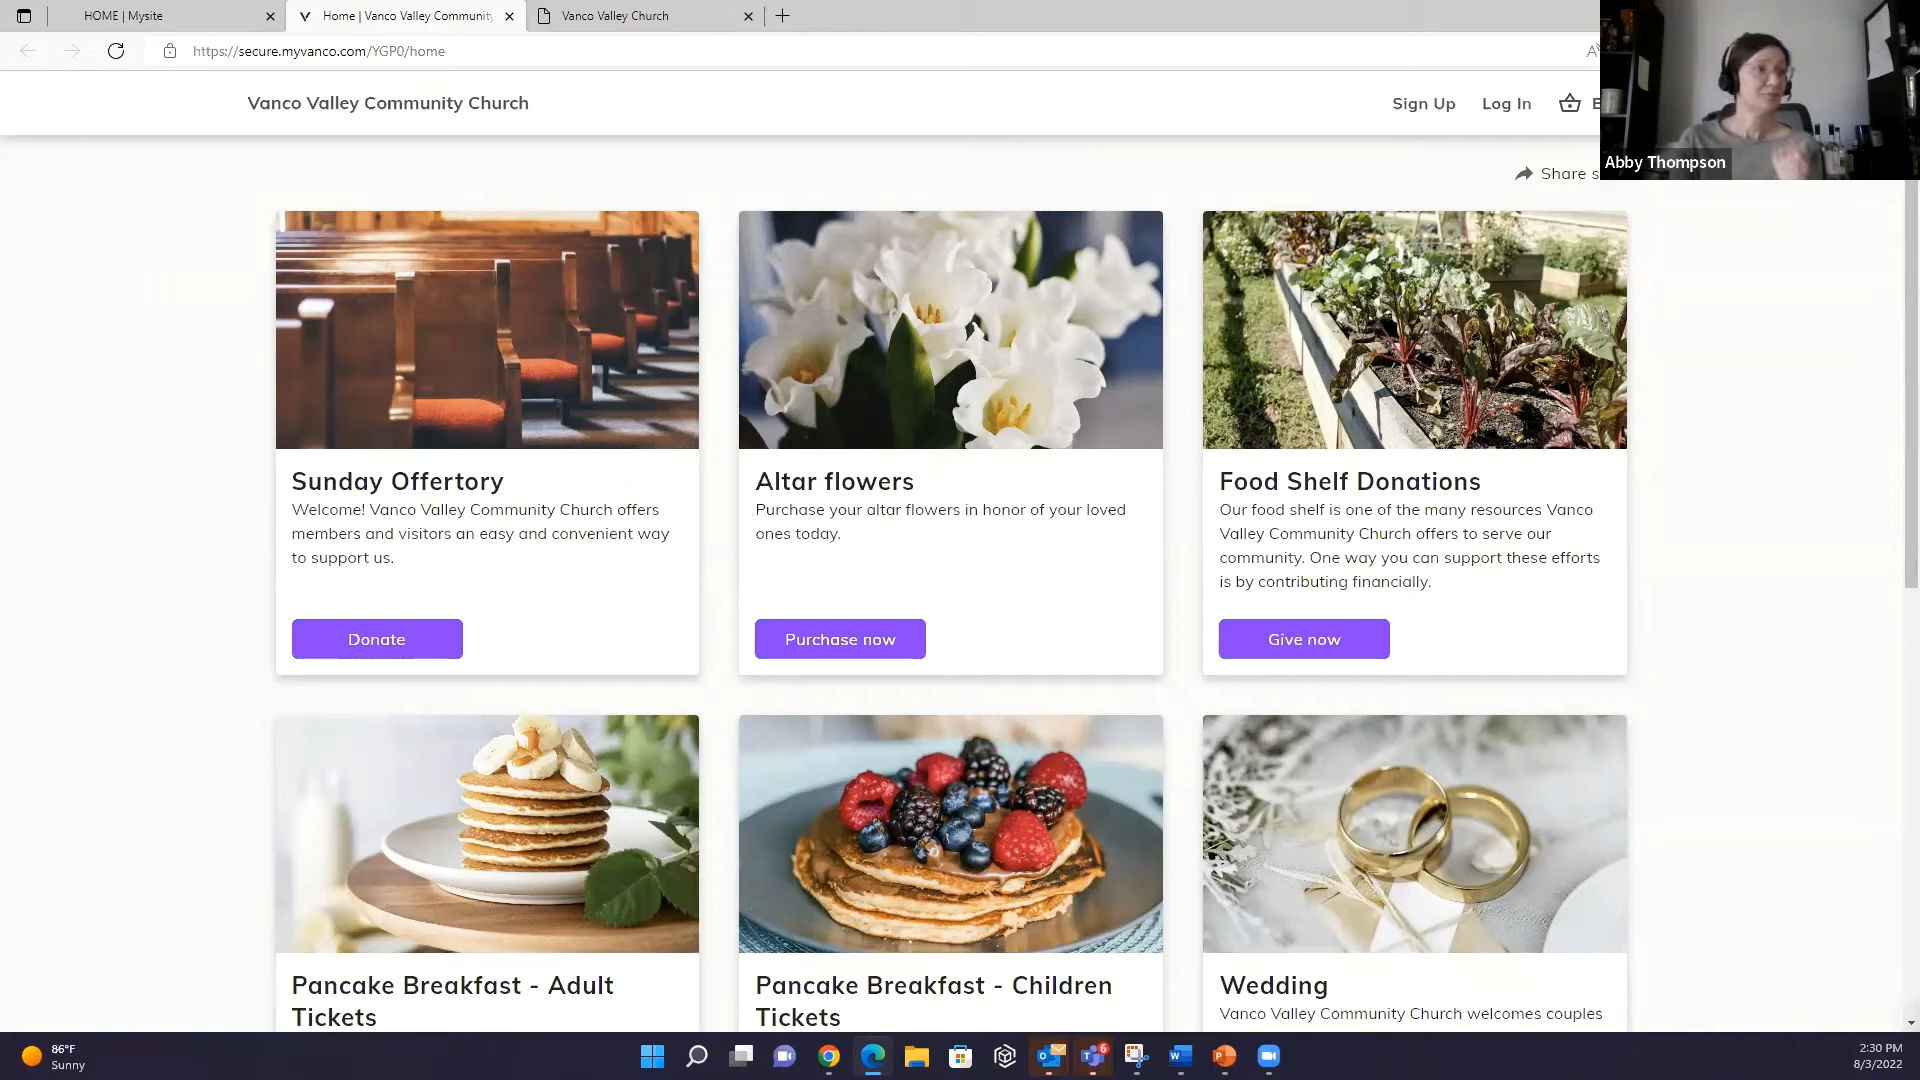 HOME | Mysite
Home | Vanco Valley Community
Vanco Valley Church
https://secure.myvanco.com/YGP0/home
Vanco Valley Community Church
Sign Up
Log In
Abby Thompson
Share
Sunday Offertory
Welcome! Vanco Valley Community Church offers
members and visitors an easy and convenient way
to support us.
Donate
Altar flowers
Purchase your altar flowers in honor of your loved
ones today.
Purchase now
Food Shelf Donations
Our food shelf is one of the many resources Vanco
Valley Community Church offers to serve our
community. One way you can support these efforts
is by contributing financially.
Give now
Pancake Breakfast - Adult
Tickets
Pancake Breakfast - Children
Tickets
Wedding
Vanco Valley Community Church welcomes couples
86°F
Sunny
6
2:30 PM
8/3/2022